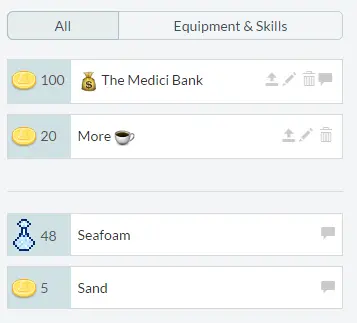 All
Equipment & Skills
100 💰 The Medici Bank
20 More ☕
48 Seafoam
5 Sand